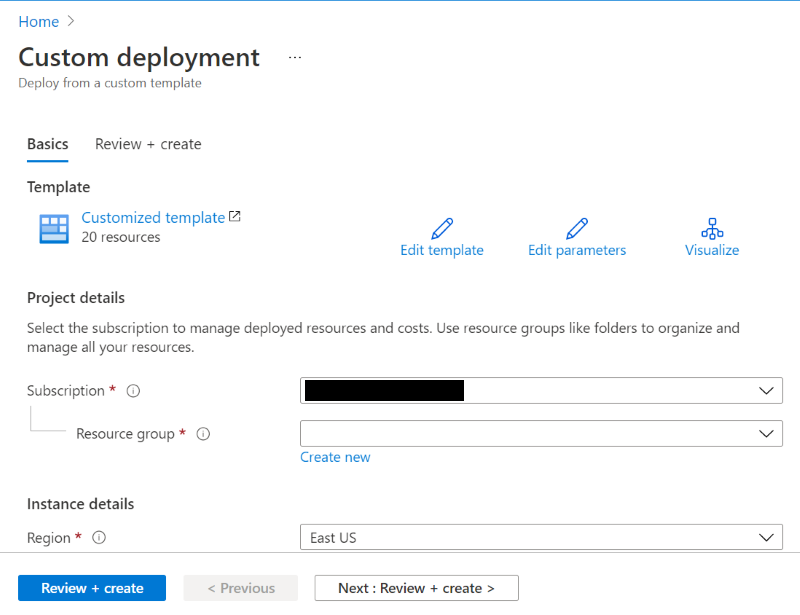 Home >
Custom deployment ...
Deploy from a custom template
Basics Review + create
Template
Customized template
20 resources
Edit template Edit parameters Visualize
Project details
Select the subscription to manage deployed resources and costs. Use resource groups like folders to organize and
manage all your resources.
Subscription *
Resource group *
Create new
Instance details
Region * East US
Review + create < Previous Next : Review + create >